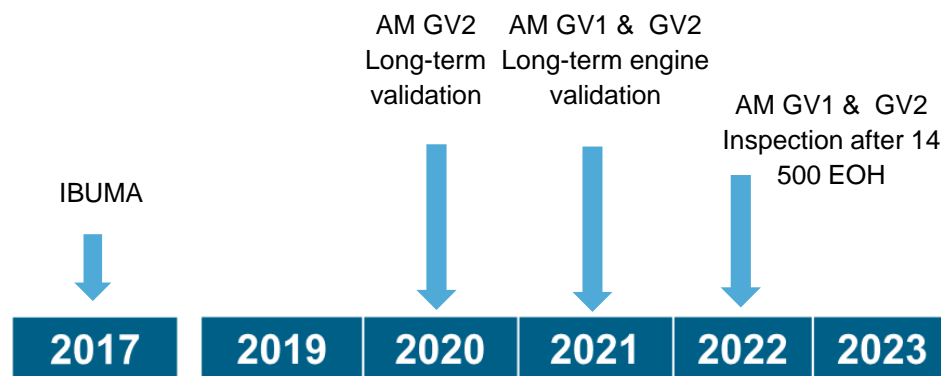 AM GV2
Long-term
validation
AM GV1 &  GV2
Long-term engine
validation
AM GV1 &  GV2
Inspection after 14
500 EOH
IBUMA
2017
2019
2020
2021
2022
2023